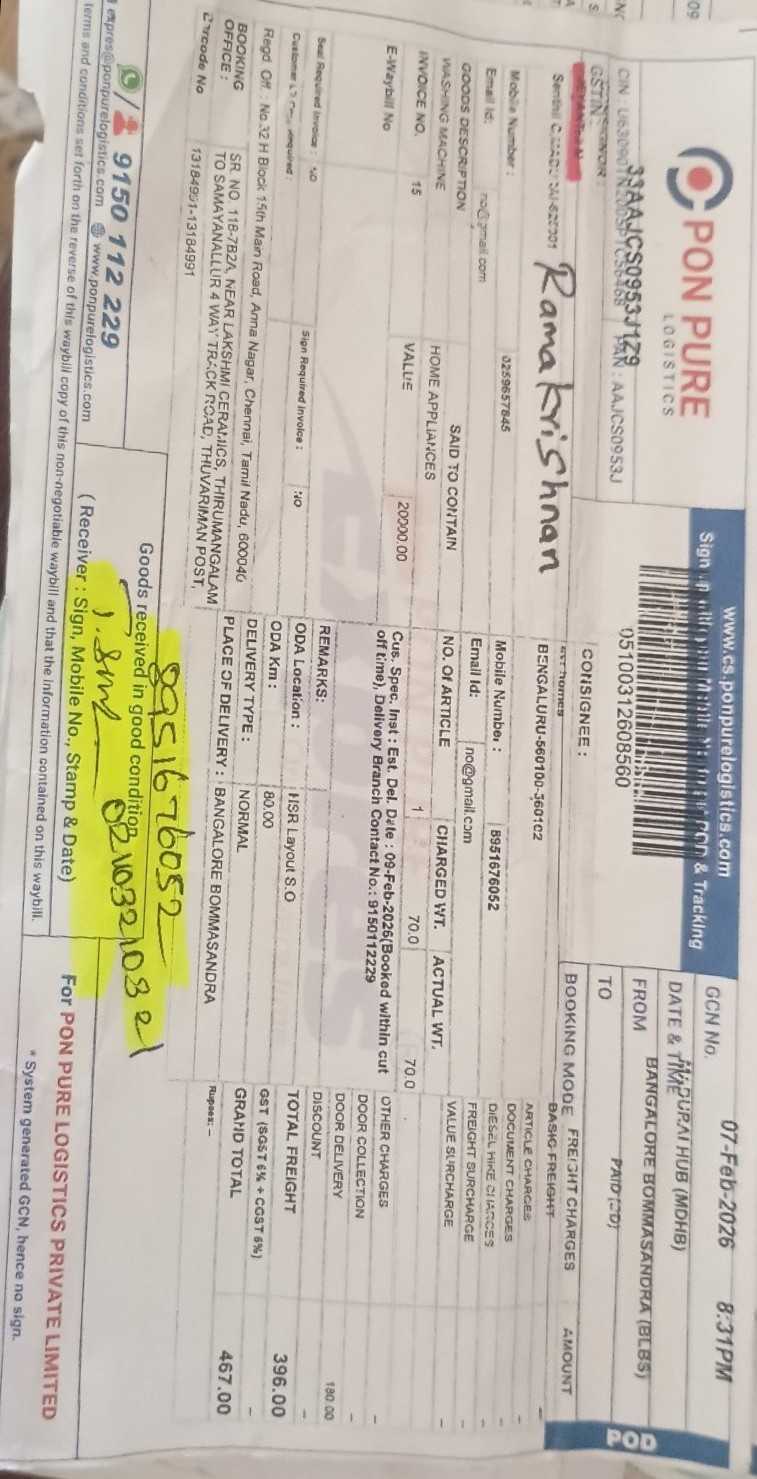 PON PURE
LOGISTICS
www.cs.ponpurelogistics.com
& Tracking
05100312608560
GCN No.
DATE & TIME
07-Feb-2026 8:31PM
FROM
HUB (MDHB)
TO
BANGALORE BOMMASANDRA (BLBS)
POD
33AAJCS0953J1Z9
PAN : AAJCS0953J
GSTIN
CONSIGNEE :
BOOKING MODE
FREIGHT CHARGES
AMOUNT
Ramakrishnan
BENGALURU-560100-560102
BASIC FREIGHT
ARTICLE CHARGES
DOCUMENT CHARGES
DIESEL HIKE CHARGES
FREIGHT SURCHARGE
VALUE SURCHARGE
Mobile Number :
Mobile Number :
8951676052
Email Id:
no@gmail.com
Email Id:
no@gmail.com
GOODS DESCRIPTION
SAID TO CONTAIN
NO. Of ARTICLE
CHARGED WT.
ACTUAL WT.
WASHING MACHINE
HOME APPLIANCES
1
70.0
70.0
INVOICE NO.
15
VALUE
20000.00
E-Waybill No
Cus. Spec. Inst : Est. Del. Date : 09-Feb-2026(Booked within cut
off time), Delivery Branch Contact No.: 9150112229
OTHER CHARGES
DOOR COLLECTION
DOOR DELIVERY
180.00
DISCOUNT
Seal Required Invoice : NO
Sign Required Invoice : NO
REMARKS:
ODA Location :
HSR Layout S.O
TOTAL FREIGHT
396.00
ODA Km :
80.00
GST (SGST 6% + CGST 6%)
Regd. Off. : No.32 H Block 15th Main Road, Anna Nagar, Chennai, Tamil Nadu, 600040
DELIVERY TYPE :
NORMAL
GRAND TOTAL
467.00
BOOKING
OFFICE :
SR. NO. 118-7B2A, NEAR LAKSHMI CERAMICS, THIRUMANGALAM
TO SAMAYANALLUR 4 WAY TRACK ROAD, THUVARIMAN POST,
PLACE OF DELIVERY :
BANGALORE BOMMASANDRA
Rupees: –
13184991
9150 112 229
expres@ponpurelogistics.com www.ponpurelogistics.com
Goods received in good condition
8951676052
( Receiver : Sign, Mobile No., Stamp & Date)
For PON PURE LOGISTICS PRIVATE LIMITED
terms and conditions set forth on the reverse of this waybill copy of this non-negotiable waybill and that the information contained on this waybill.
* System generated GCN, hence no sign.